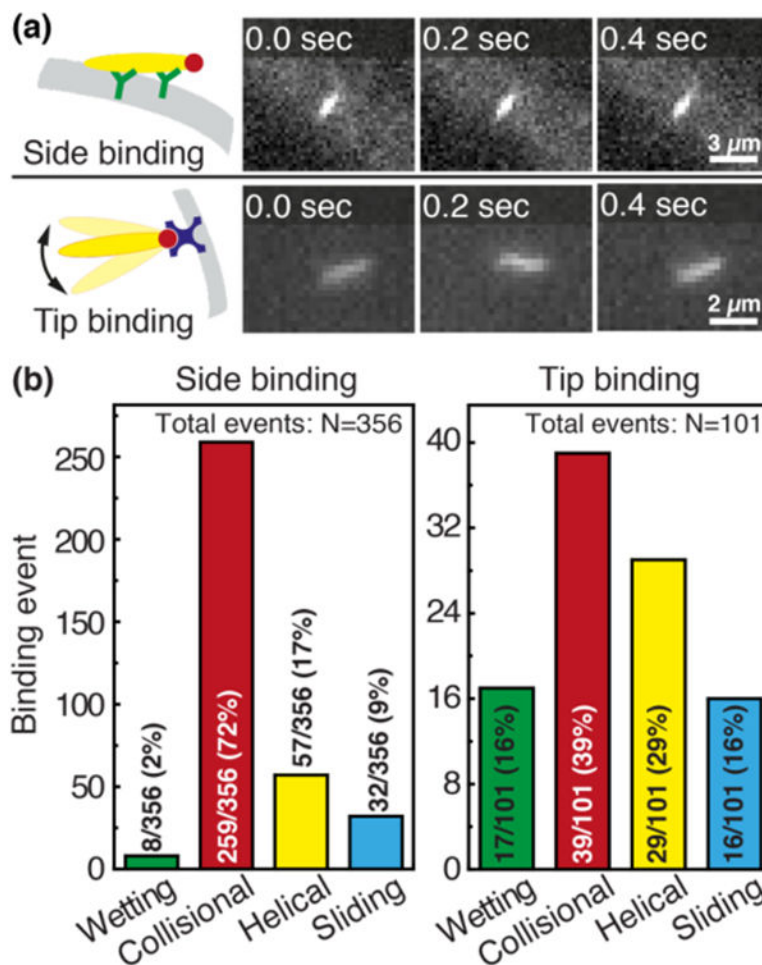 (a)
Side binding
0.0 sec
0.2 sec
0.4 sec
3 µm
Tip binding
0.0 sec
0.2 sec
0.4 sec
2 µm
(b)
Side binding
Total events: N=356
Binding event
250
200
150
100
50
0
8/356 (2%)
259/356 (72%)
57/356 (17%)
32/356 (9%)
Wetting
Collisional
Helical
Sliding
Tip binding
Total events: N=101
40
32
24
16
8
0
17/101 (16%)
39/101 (39%)
29/101 (29%)
16/101 (16%)
Wetting
Collisional
Helical
Sliding